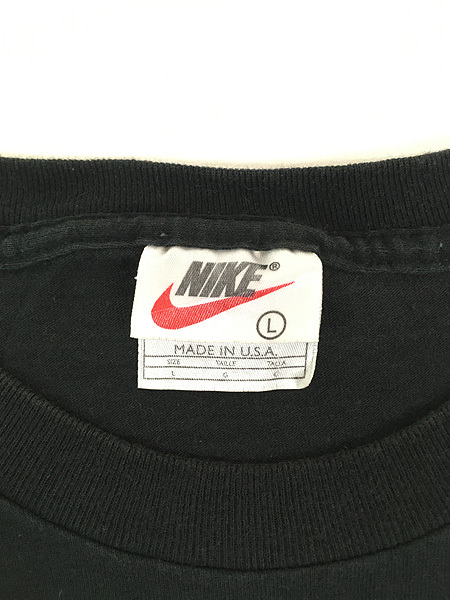 NIKE®
L
MADE IN U.S.A.
SIZE TAILLE TALLA
L G G